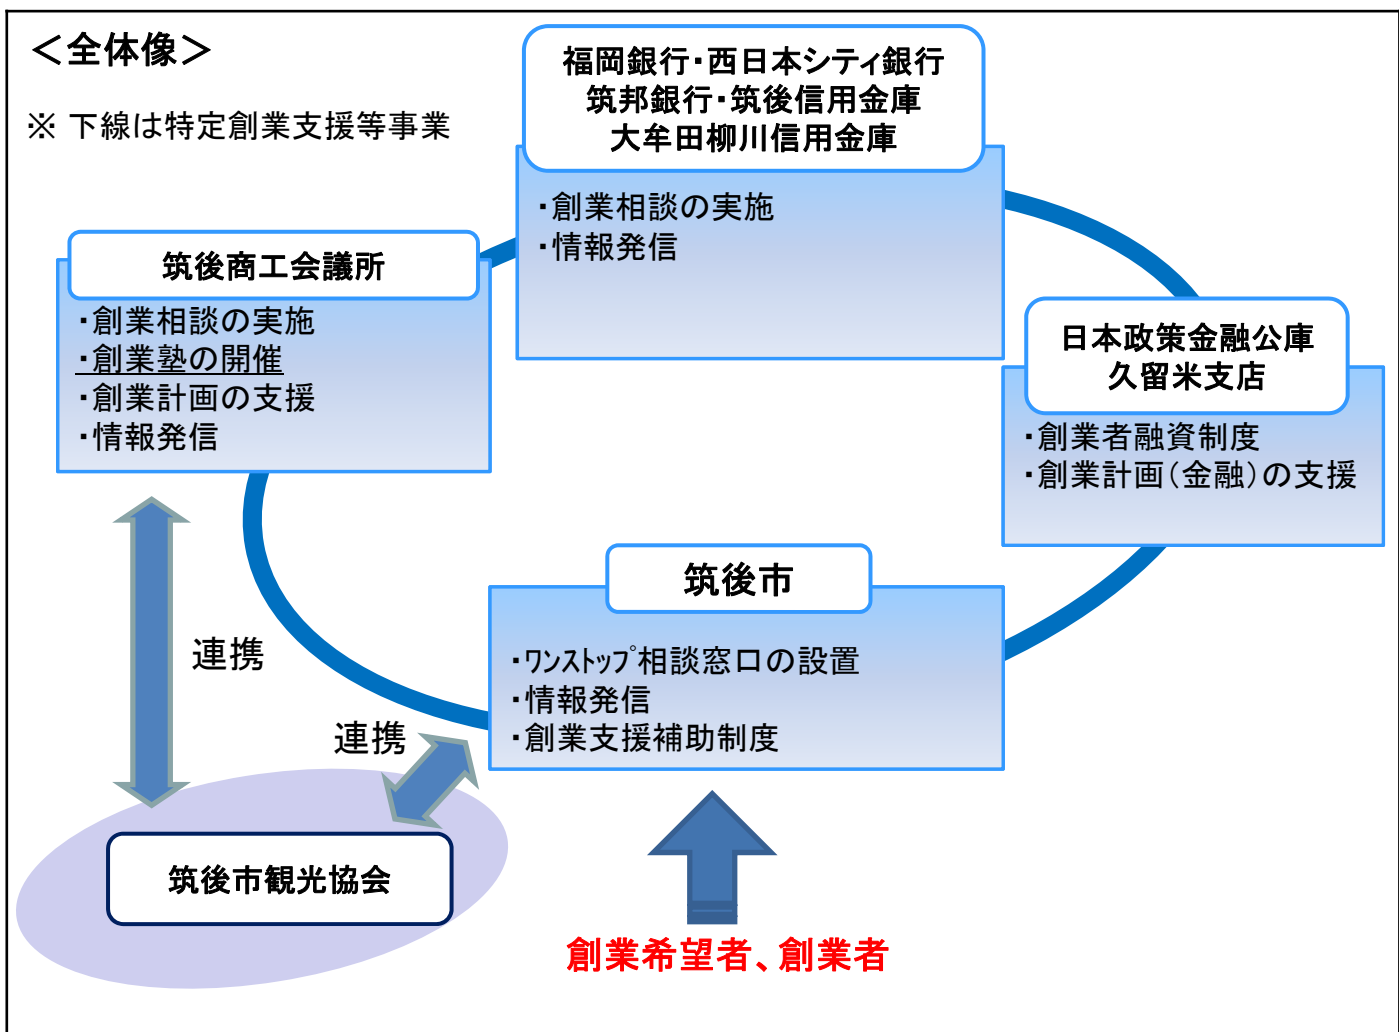 ＜全体像＞
※ 下線は特定創業支援等事業
福岡銀行・西日本シティ銀行
筑邦銀行・筑後信用金庫
大牟田柳川信用金庫
・創業相談の実施
・情報発信
筑後商工会議所
・創業相談の実施
・創業塾の開催
・創業計画の支援
・情報発信
日本政策金融公庫
久留米支店
・創業者融資制度
・創業計画（金融）の支援
筑後市
・ﾜﾝｽﾄｯﾌﾟ相談窓口の設置
・情報発信
・創業支援補助制度
連携
連携
筑後市観光協会
創業希望者、創業者